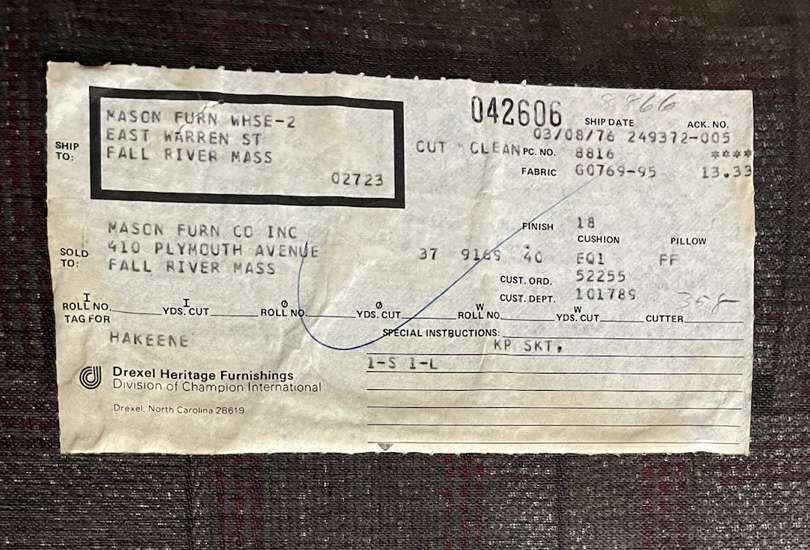 042606
8866
SHIP DATE ACK. NO.
MASON FURN WHSE-2
EAST WARREN ST
FALL RIVER MASS
02723
SHIP TO:
03/08/76 249372-005
CUT CLEAN PC. NO. 8816 ****
FABRIC G0769-95 13.33
SOLD TO:
MASON FURN CO INC
410 PLYMOUTH AVENUE
FALL RIVER MASS
FINISH 18
CUSHION PILLOW
37 9169 40 EQ1 FF
CUST. ORD. 52255
CUST. DEPT. 101789
358
I I Ø Ø W W
ROLL NO. YDS. CUT ROLL NO. YDS. CUT ROLL NO. YDS. CUT CUTTER
TAG FOR
HAKEENE
SPECIAL INSTRUCTIONS:
KP SKT,
1-S 1-L
Drexel Heritage Furnishings
Division of Champion International
Drexel, North Carolina 28619